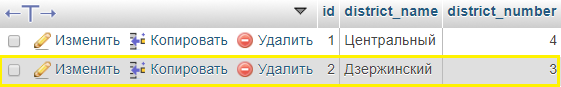 id district_name district_number
Изменить Копировать Удалить 1 Центральный 4
Изменить Копировать Удалить 2 Дзержинский 3